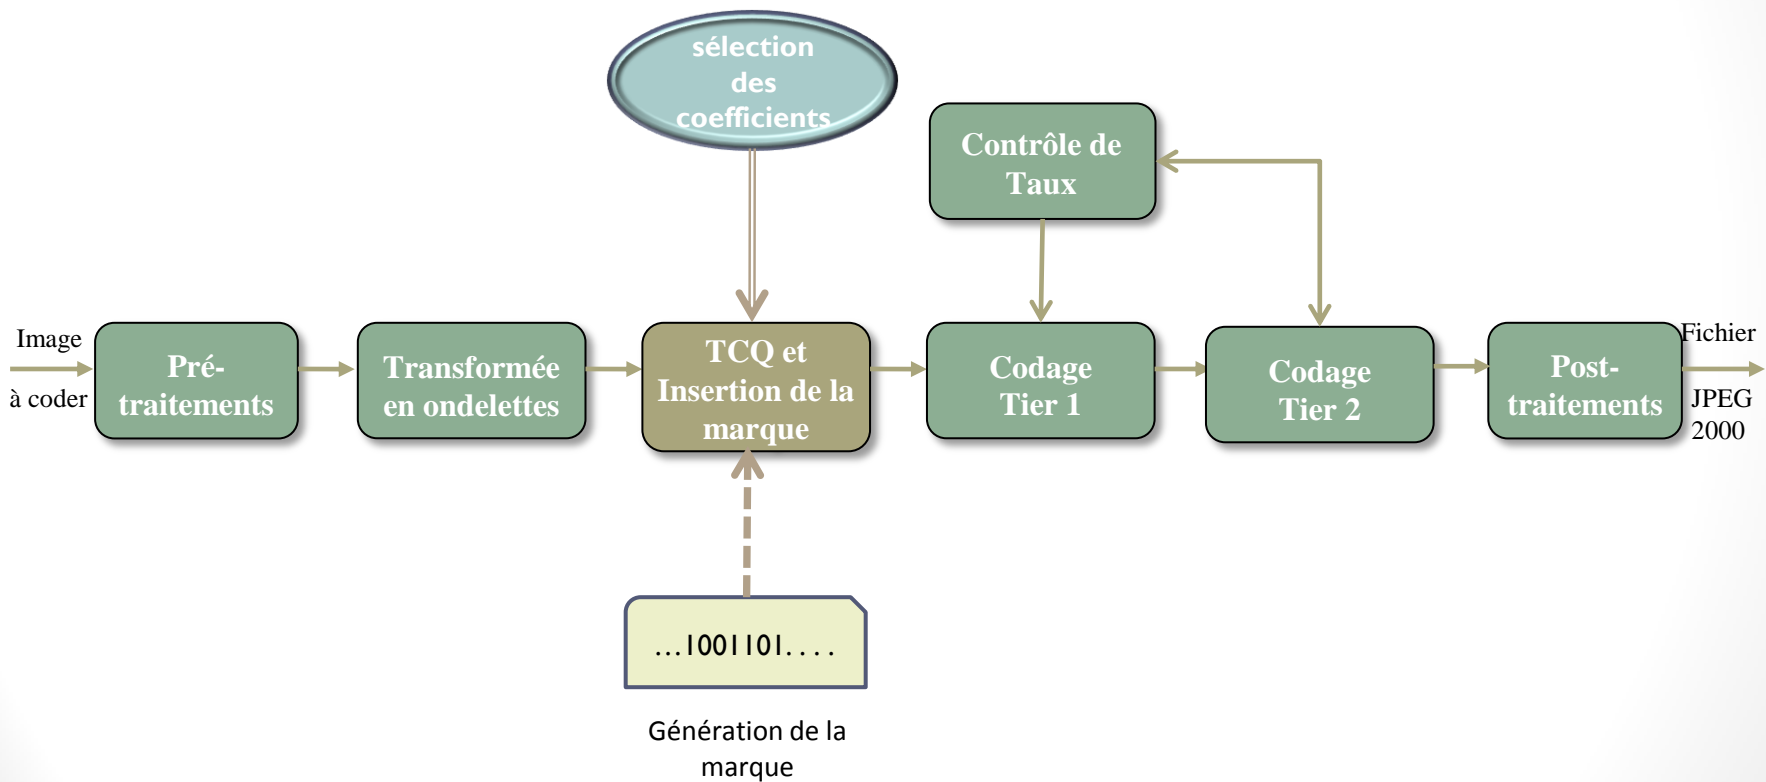 sélection
des
coefficients
Contrôle de
Taux
Image
à coder
Pré-
traitements
Transformée
en ondelettes
TCQ et
Insertion de la
marque
Codage
Tier 1
Codage
Tier 2
Post-
traitements
Fichier
JPEG
2000
...1001101....
Génération de la
marque